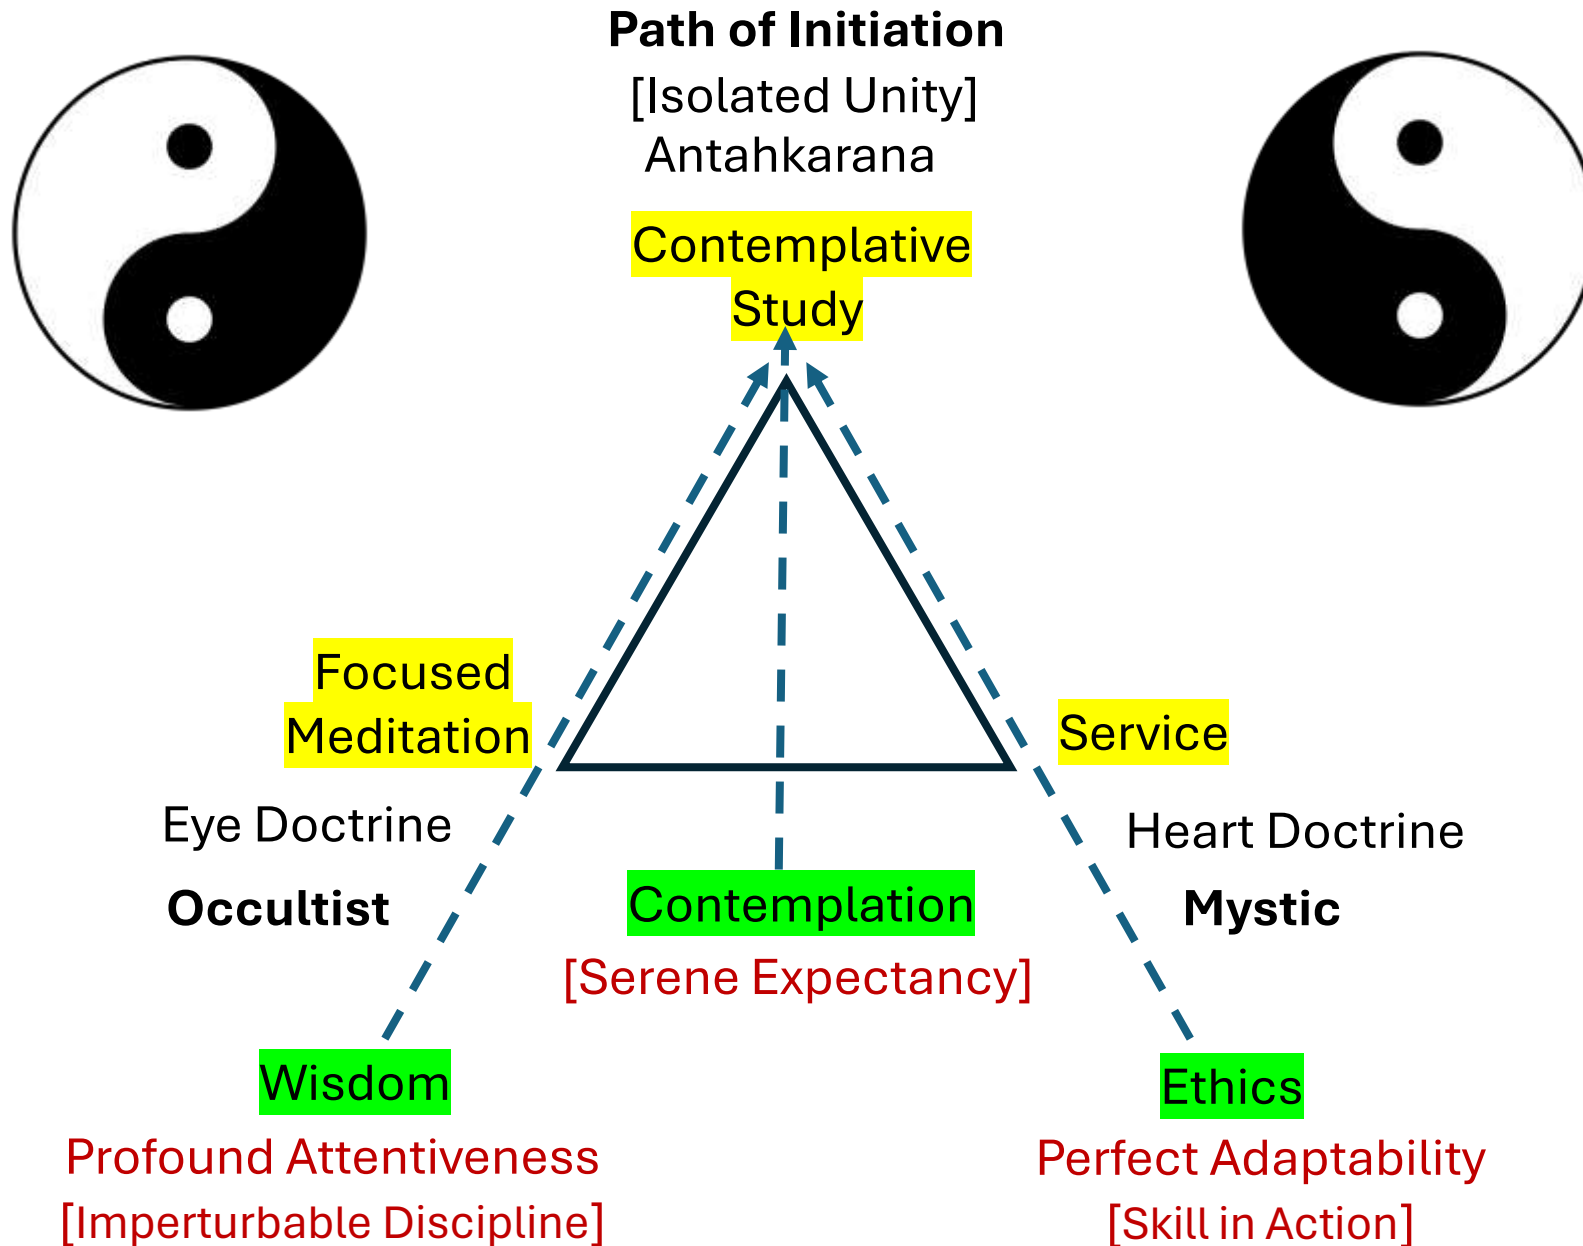 Path of Initiation
[Isolated Unity]
Antahkarana
Contemplative
Study
Focused
Meditation
Service
Eye Doctrine
Heart Doctrine
Occultist
Contemplation
Mystic
[Serene Expectancy]
Wisdom
Ethics
Profound Attentiveness
Perfect Adaptability
[Imperturbable Discipline]
[Skill in Action]